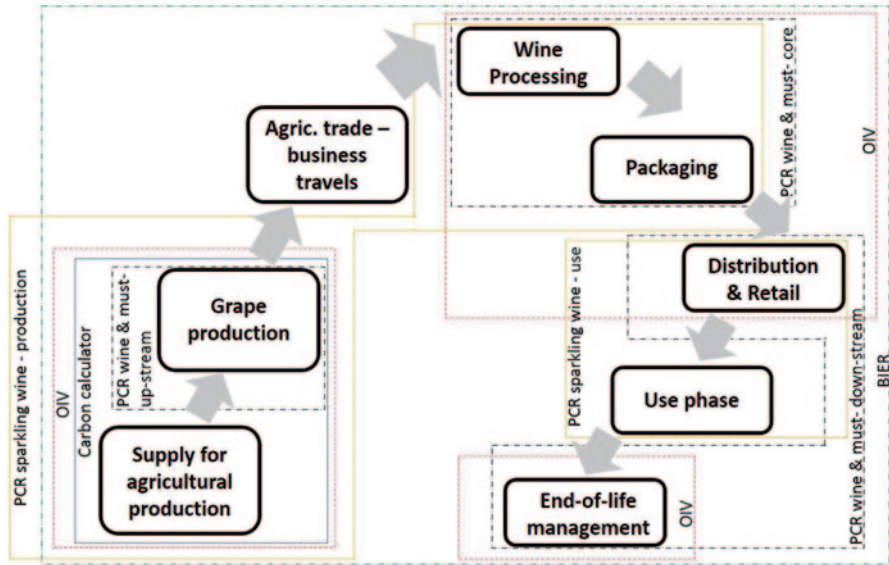 Wine
Processing
PCR wine & must- core
OIV
Agric. trade –
business
travels
Packaging
Distribution
& Retail
Grape
production
PCR wine & must-
up-stream
Carbon calculator
OIV
PCR sparkling wine - production
Supply for
agricultural
production
PCR sparkling wine - use
Use phase
PCR wine & must- down-stream
BIER
End-of-life
management
OIV